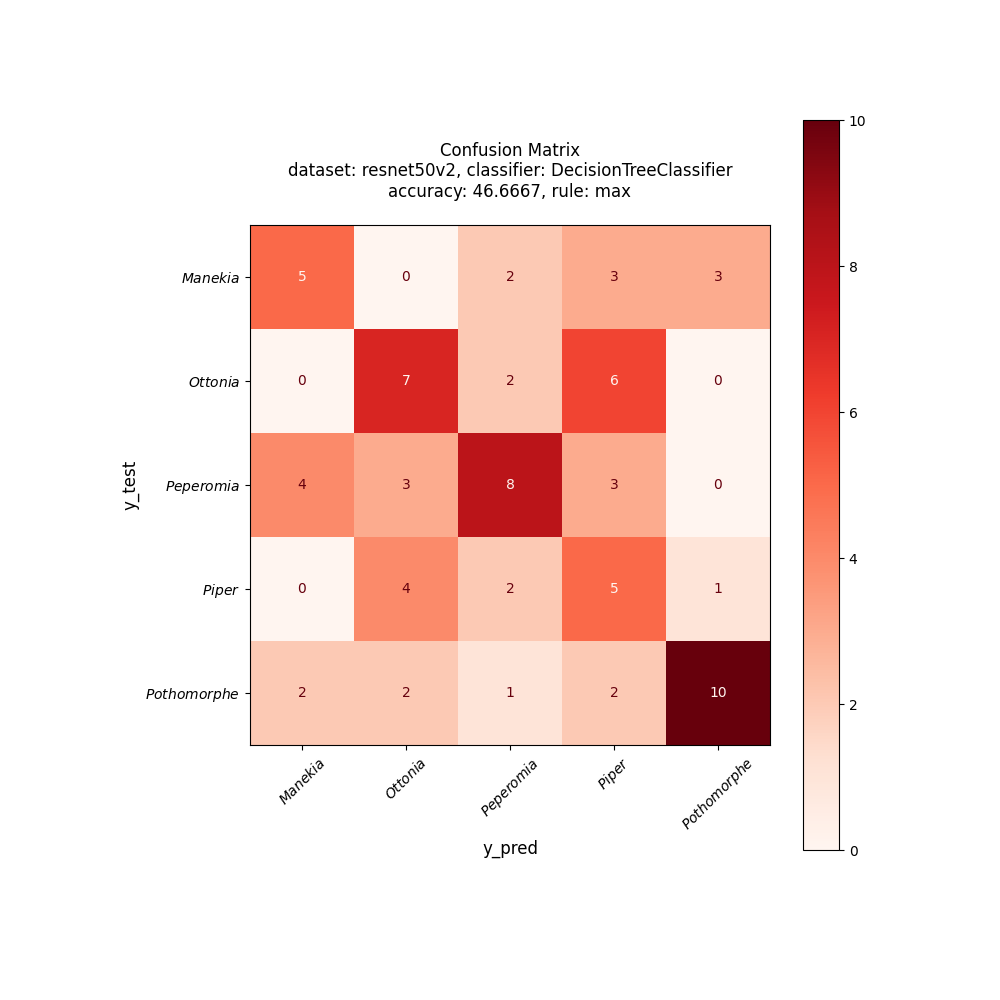 Confusion Matrix
dataset: resnet50v2, classifier: DecisionTreeClassifier
accuracy: 46.6667, rule: max
10
8
6
4
2
0
y_test
Manekia 5 0 2 3 3
Ottonia 0 7 2 6 0
Peperomia 4 3 8 3 0
Piper 0 4 2 5 1
Pothomorphe 2 2 1 2 10
Manekia Ottonia Peperomia Piper Pothomorphe
y_pred